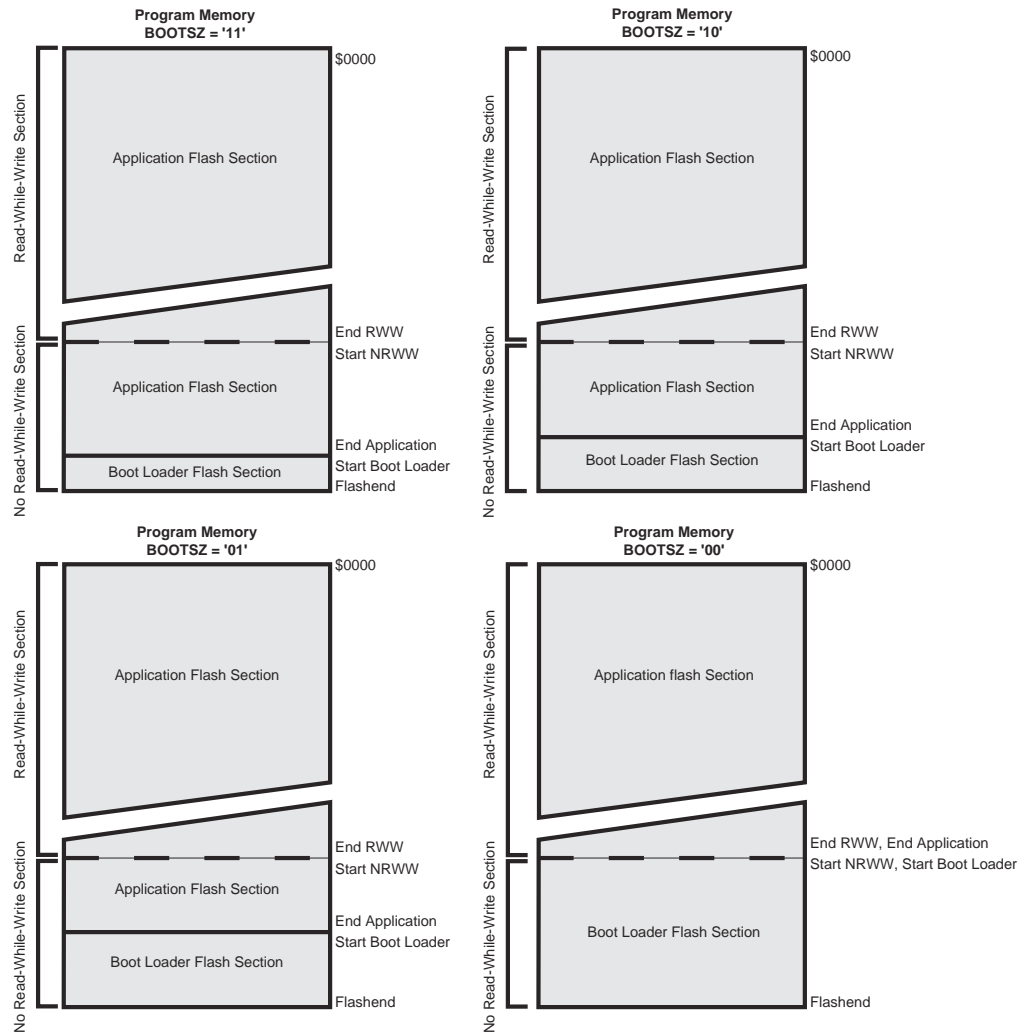 Program Memory
BOOTSZ = '11'
$0000
Read-While-Write Section
Application Flash Section
End RWW
Start NRWW
No Read-While-Write Section
Application Flash Section
End Application
Start Boot Loader
Boot Loader Flash Section
Flashend
Program Memory
BOOTSZ = '10'
$0000
Read-While-Write Section
Application Flash Section
End RWW
Start NRWW
No Read-While-Write Section
Application Flash Section
End Application
Start Boot Loader
Boot Loader Flash Section
Flashend
Program Memory
BOOTSZ = '01'
$0000
Read-While-Write Section
Application Flash Section
End RWW
Start NRWW
No Read-While-Write Section
Application Flash Section
End Application
Start Boot Loader
Boot Loader Flash Section
Flashend
Program Memory
BOOTSZ = '00'
$0000
Read-While-Write Section
Application flash Section
End RWW, End Application
Start NRWW, Start Boot Loader
No Read-While-Write Section
Boot Loader Flash Section
Flashend